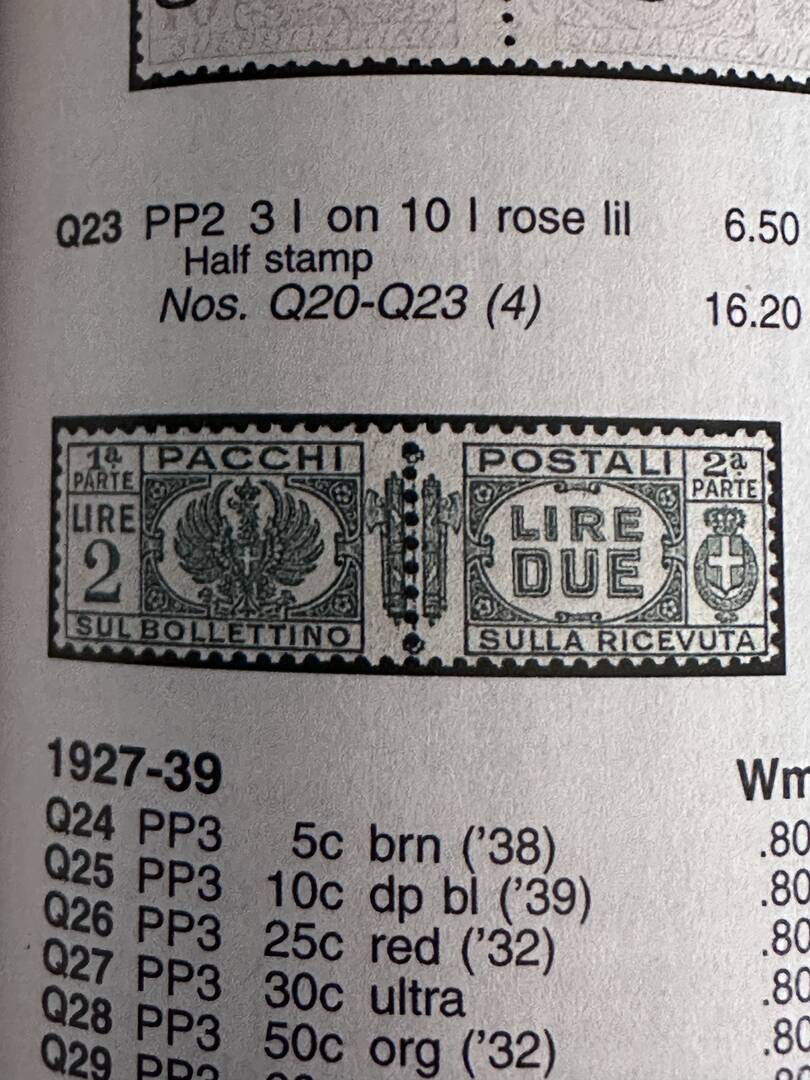 Q23 PP2 3 l on 10 l rose lil 6.50
Half stamp
Nos. Q20-Q23 (4) 16.20
1ª PARTE PACCHI POSTALI 2ª PARTE
LIRE 2 LIRE DUE
SUL BOLLETTINO SULLA RICEVUTA
1927-39 Wm
Q24 PP3 5c brn ('38) .80
Q25 PP3 10c dp bl ('39) .80
Q26 PP3 25c red ('32) .80
Q27 PP3 30c ultra .80
Q28 PP3 50c org ('32) .80
Q29 PP3